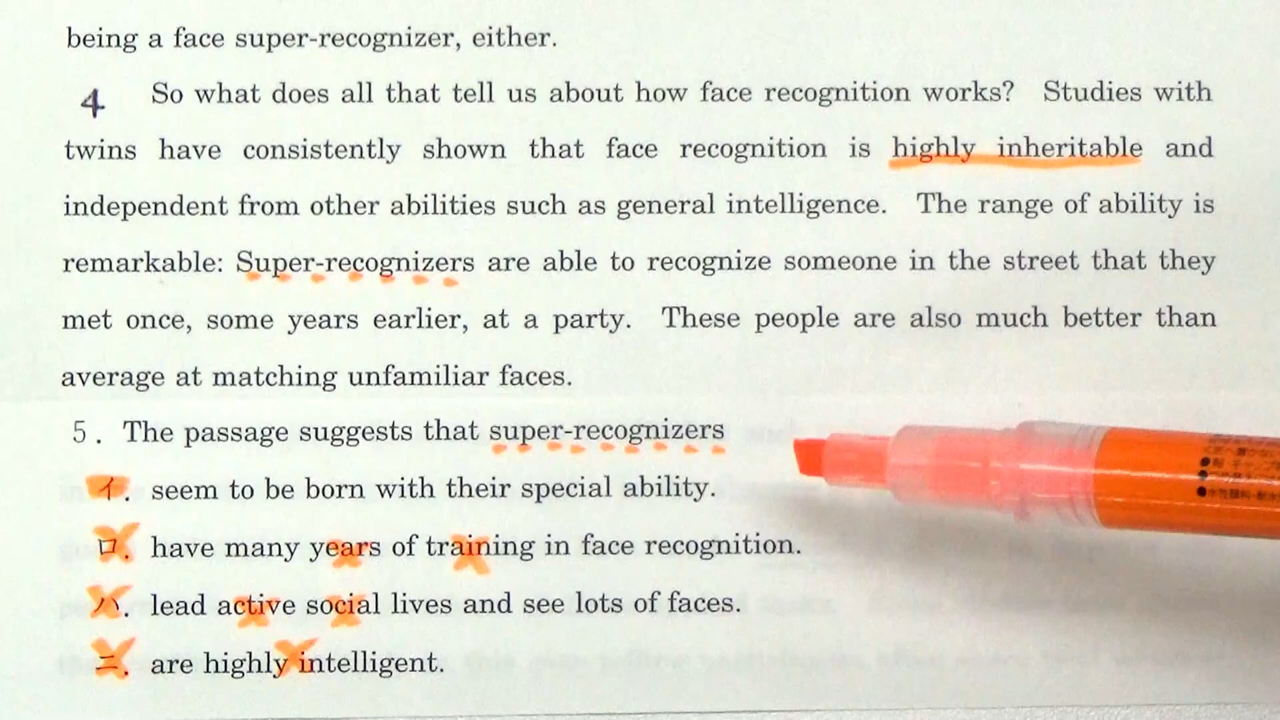 being a face super-recognizer, either.
4 So what does all that tell us about how face recognition works? Studies with
twins have consistently shown that face recognition is highly inheritable and
independent from other abilities such as general intelligence. The range of ability is
remarkable: Super-recognizers are able to recognize someone in the street that they
met once, some years earlier, at a party. These people are also much better than
average at matching unfamiliar faces.
5. The passage suggests that super-recognizers
イ. seem to be born with their special ability.
ロ. have many years of training in face recognition.
ハ. lead active social lives and see lots of faces.
ニ. are highly intelligent.